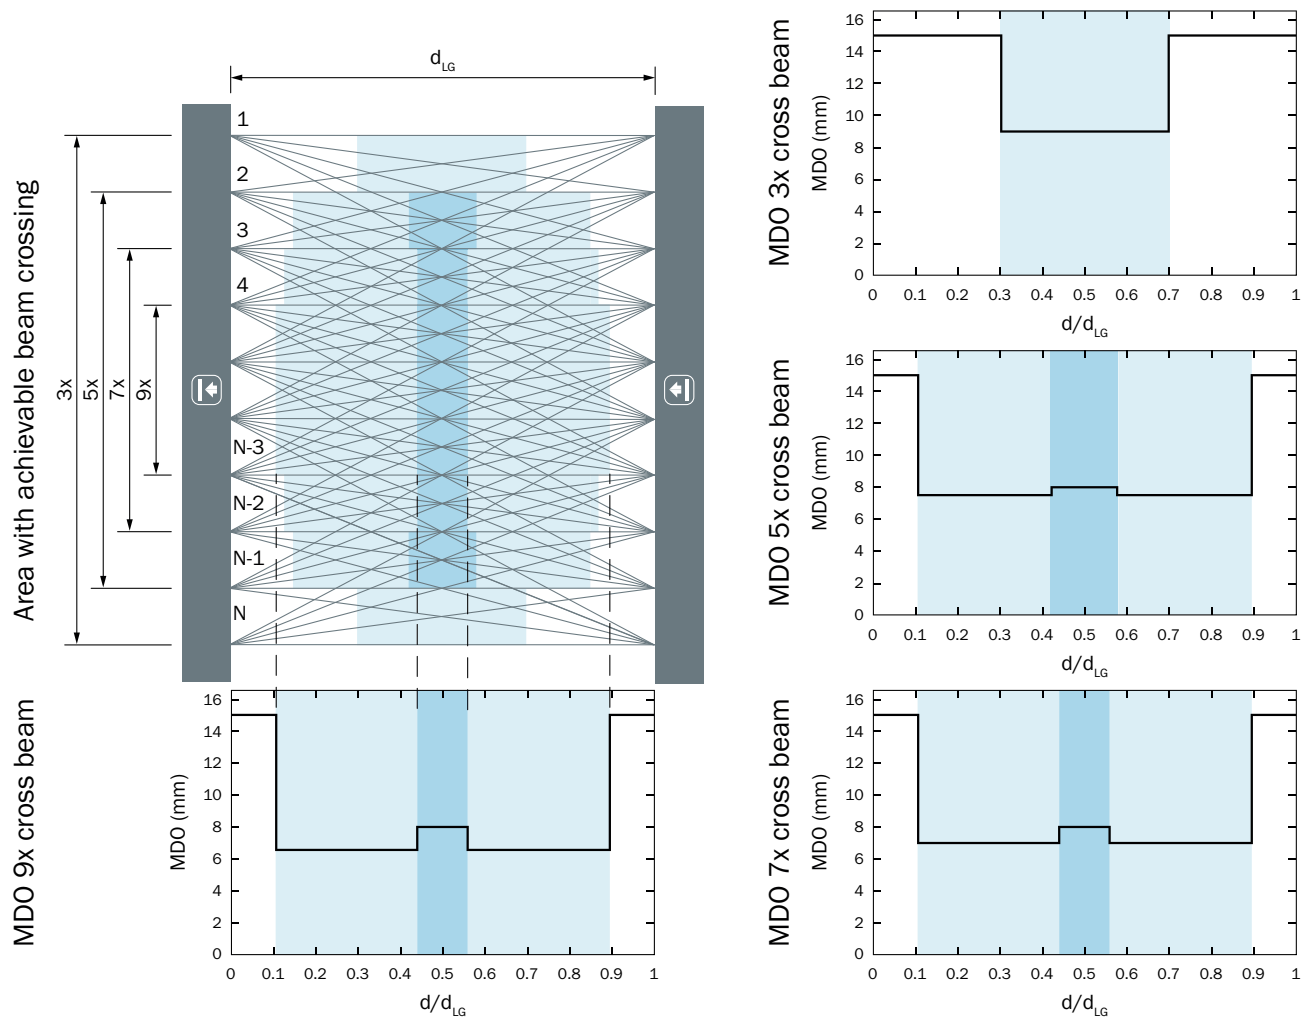 Area with achievable beam crossing
3x
5x
7x
9x
d_LG
1
2
3
4
N-3
N-2
N-1
N
MDO 3x cross beam
MDO (mm)
16
14
12
10
8
6
4
2
0
0 0.1 0.2 0.3 0.4 0.5 0.6 0.7 0.8 0.9 1
d/d_LG
MDO 5x cross beam
MDO (mm)
16
14
12
10
8
6
4
2
0
0 0.1 0.2 0.3 0.4 0.5 0.6 0.7 0.8 0.9 1
d/d_LG
MDO 9x cross beam
MDO (mm)
16
14
12
10
8
6
4
2
0
0 0.1 0.2 0.3 0.4 0.5 0.6 0.7 0.8 0.9 1
d/d_LG
MDO 7x cross beam
MDO (mm)
16
14
12
10
8
6
4
2
0
0 0.1 0.2 0.3 0.4 0.5 0.6 0.7 0.8 0.9 1
d/d_LG